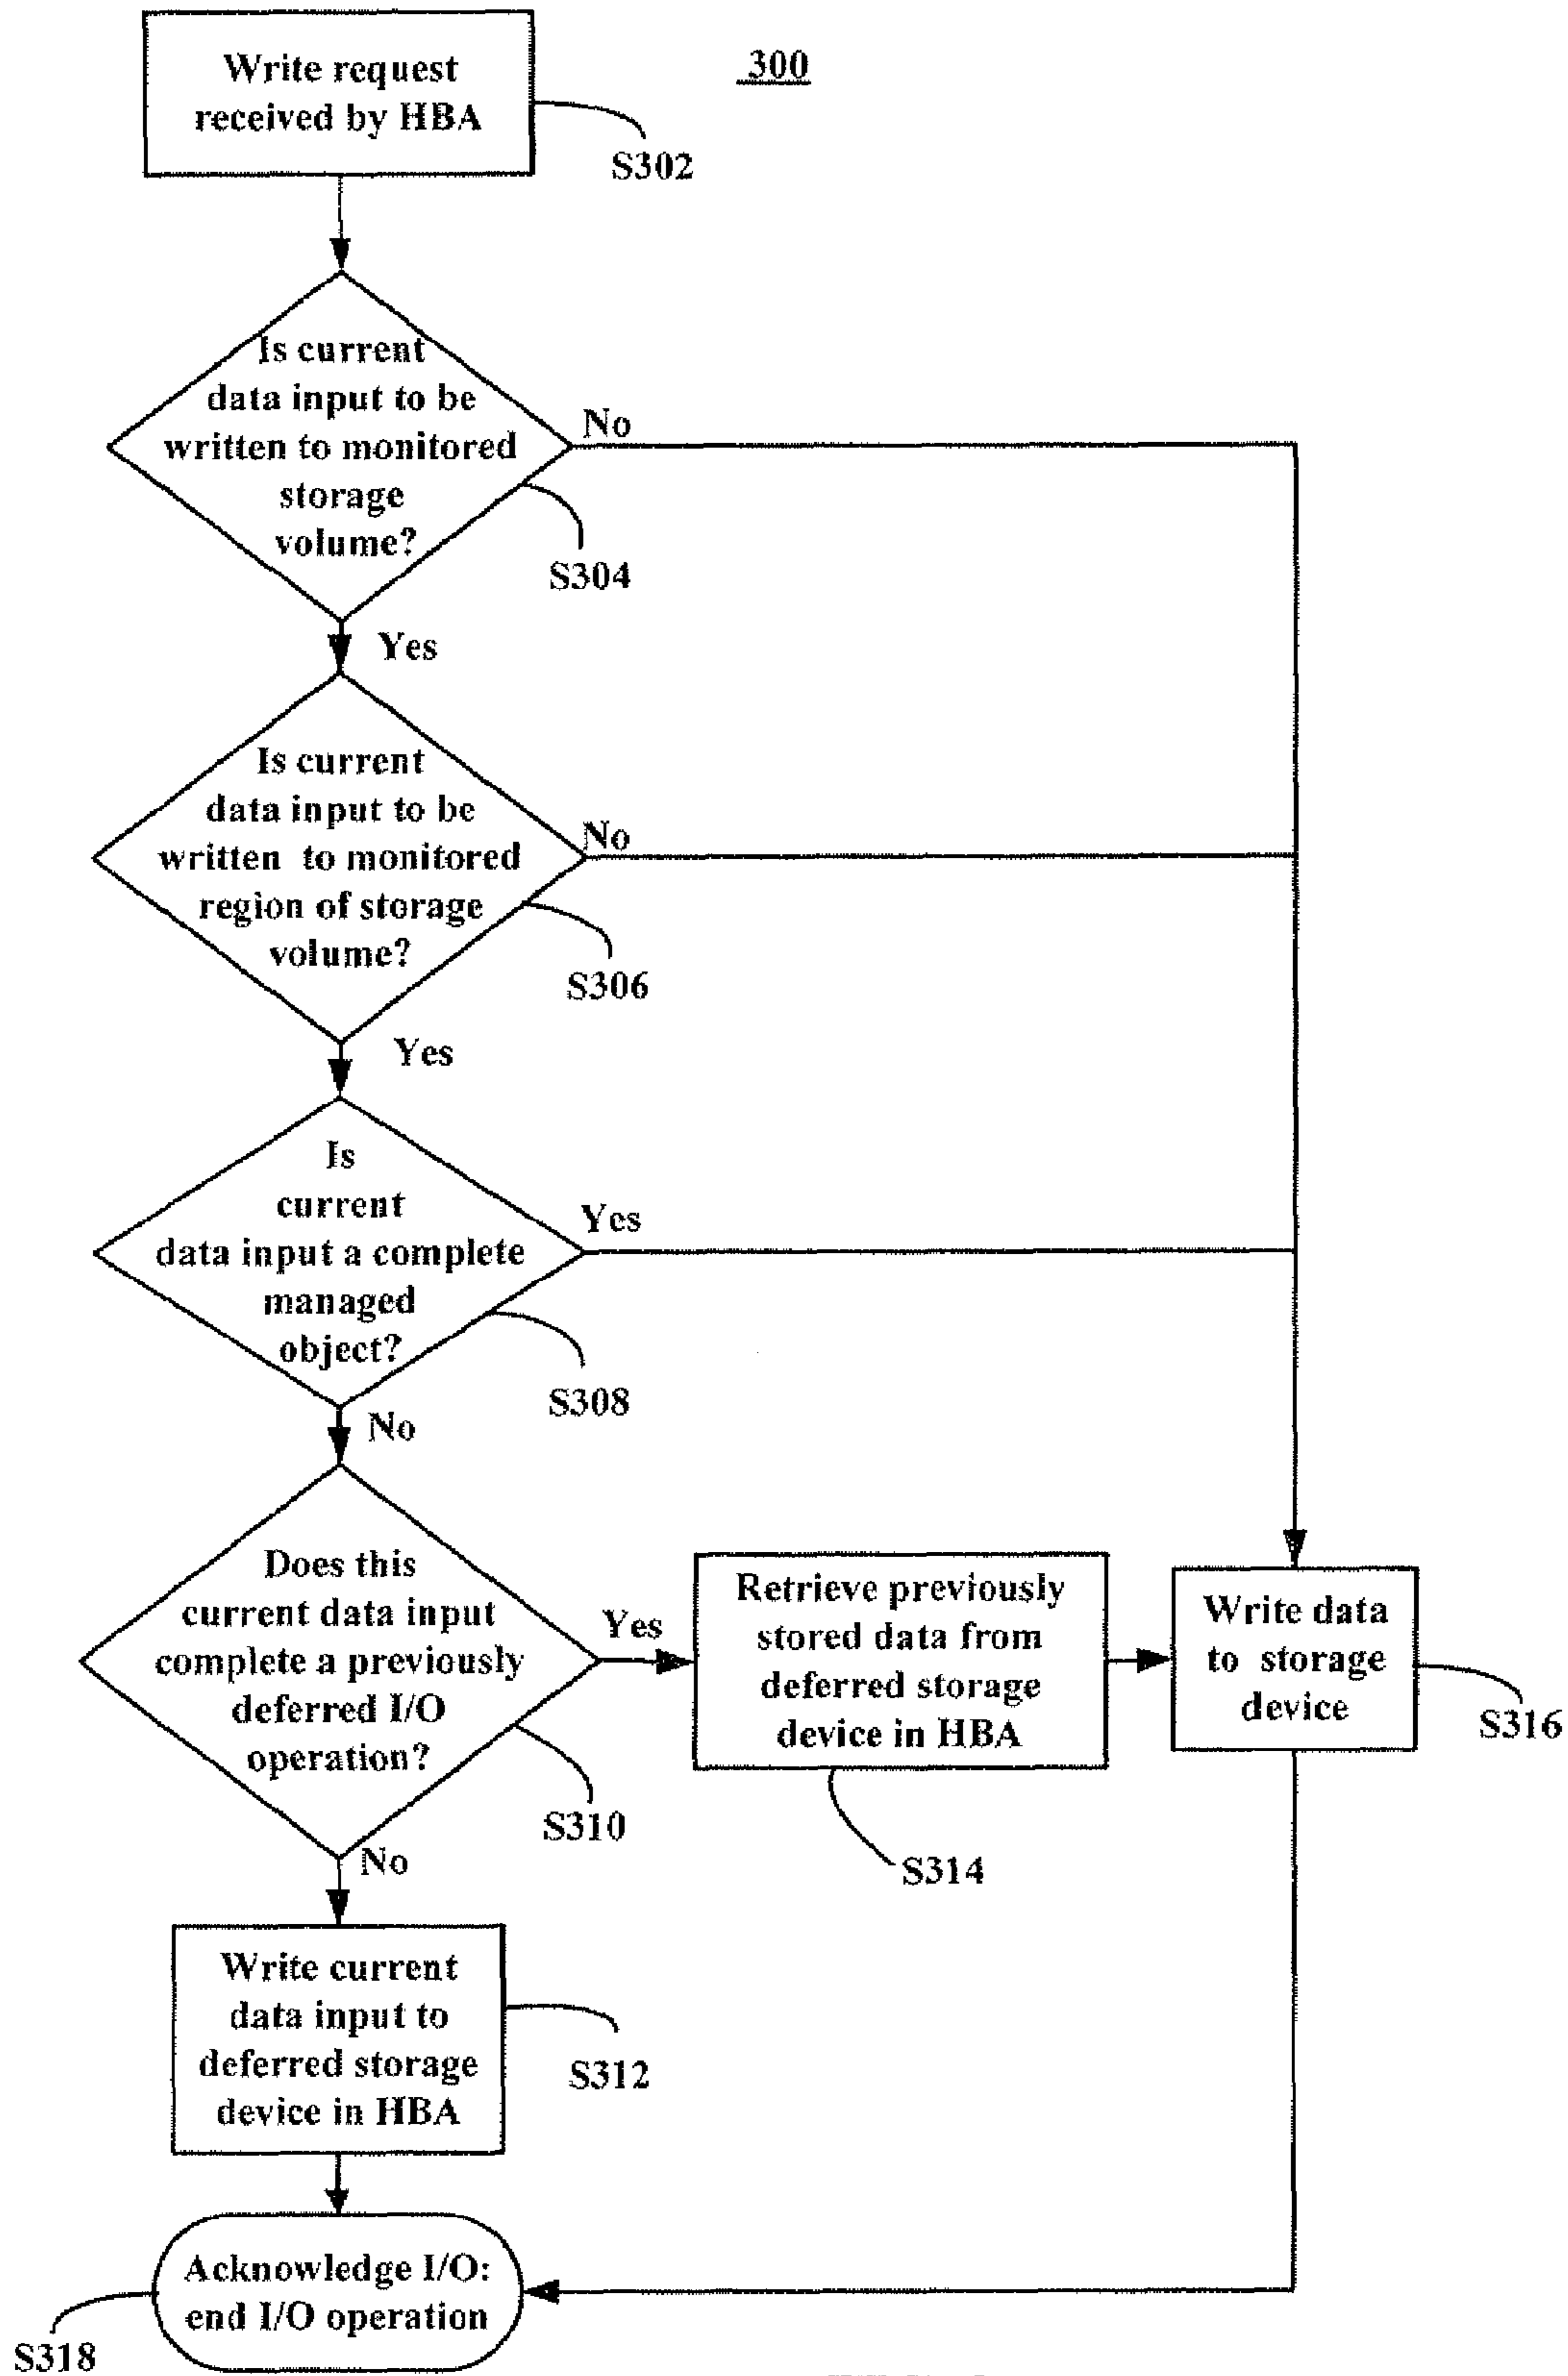 Write request
received by HBA
300
S302
Is current
data input to be
written to monitored
storage
volume?
No
S304
Yes
Is current
data input to be
written to monitored
region of storage
volume?
No
S306
Yes
Is
current
data input a complete
managed
object?
Yes
S308
No
Does this
current data input
complete a previously
deferred I/O
operation?
Yes
S310
No
Retrieve previously
stored data from
deferred storage
device in HBA
S314
Write data
to storage
device
S316
Write current
data input to
deferred storage
device in HBA
S312
Acknowledge I/O:
end I/O operation
S318